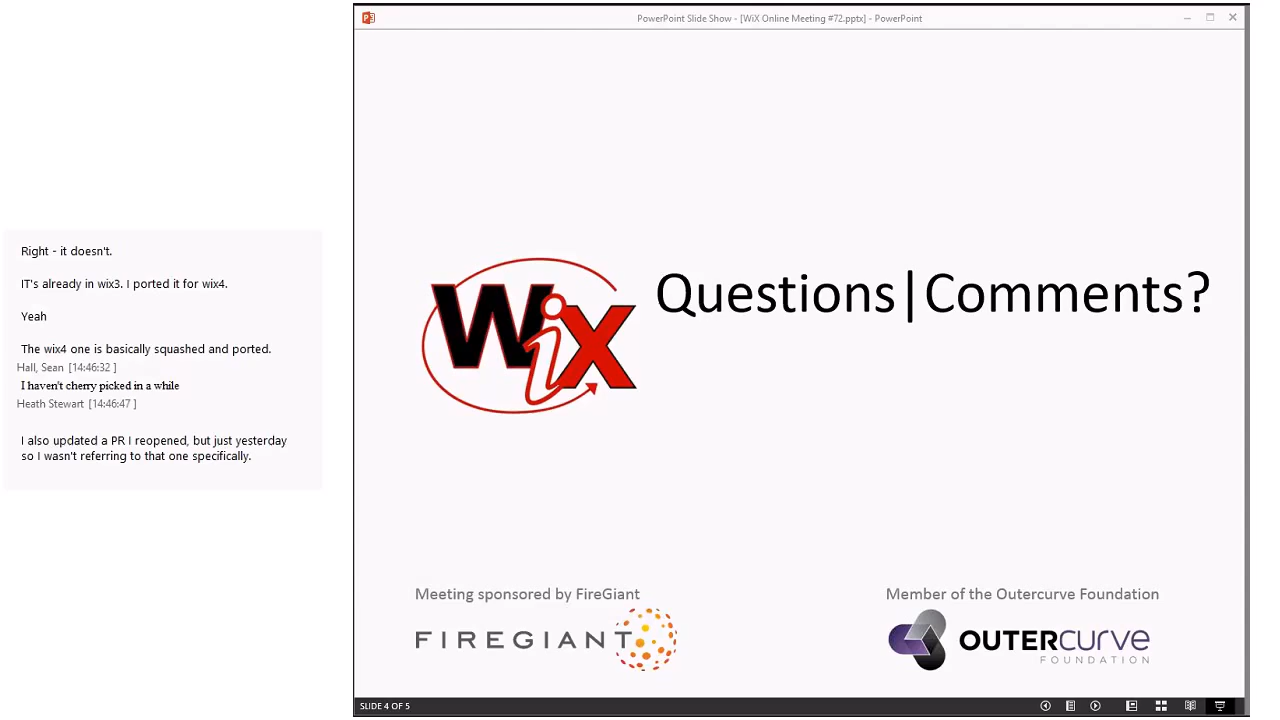 PowerPoint Slide Show - [WiX Online Meeting #72.pptx] - PowerPoint
Right - it doesn't.
IT's already in wix3. I ported it for wix4.
Yeah
The wix4 one is basically squashed and ported.
Hall, Sean [14:46:32 ]
I haven't cherry picked in a while
Heath Stewart [14:46:47 ]
I also updated a PR I reopened, but just yesterday
so I wasn't referring to that one specifically.
WiX
Questions|Comments?
Meeting sponsored by FireGiant
FIREGIANT
Member of the Outercurve Foundation
OUTERCURVE
FOUNDATION
SLIDE 4 OF 5